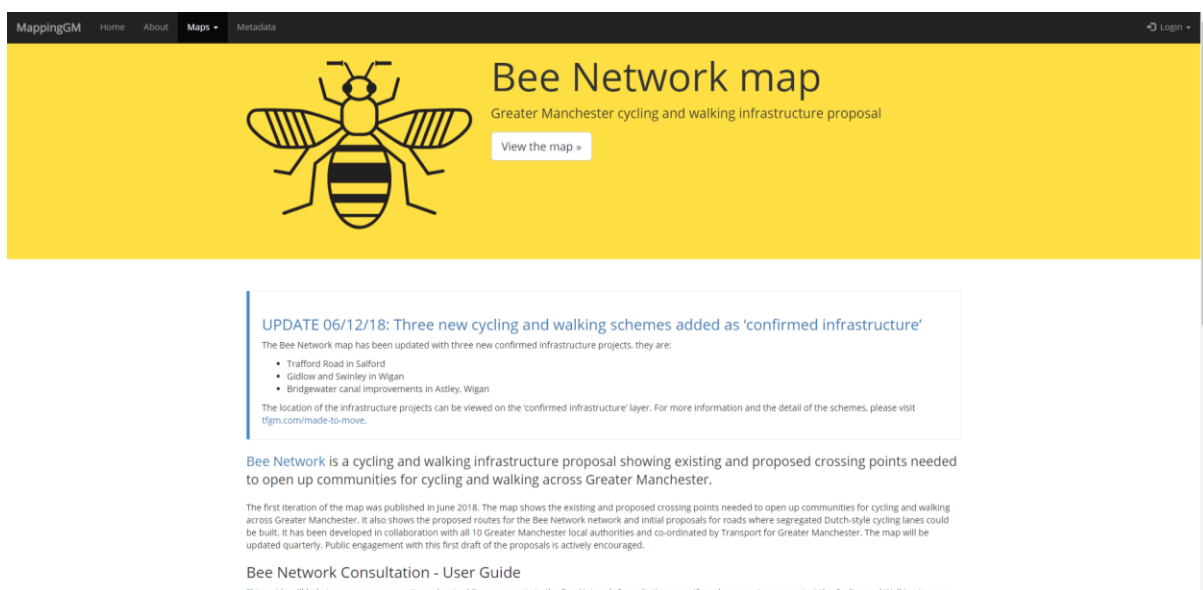 MappingGM Home About Maps Metadata Login
Bee Network map
Greater Manchester cycling and walking infrastructure proposal
View the map »
UPDATE 06/12/18: Three new cycling and walking schemes added as ‘confirmed infrastructure’
The Bee Network map has been updated with three new confirmed infrastructure projects, they are:
• Trafford Road in Salford
• Gidlow and Swinley in Wigan
• Bridgewater canal improvements in Astley, Wigan
The location of the infrastructure projects can be viewed on the ‘confirmed infrastructure’ layer. For more information and the detail of the schemes, please visit
tfgm.com/made-to-move.
Bee Network is a cycling and walking infrastructure proposal showing existing and proposed crossing points needed
to open up communities for cycling and walking across Greater Manchester.
The first iteration of the map was published in June 2018. The map shows the existing and proposed crossing points needed to open up communities for cycling and walking
across Greater Manchester. It also shows the proposed routes for the Bee Network network and initial proposals for roads where segregated Dutch-style cycling lanes could
be built. It has been developed in collaboration with all 10 Greater Manchester local authorities and co-ordinated by Transport for Greater Manchester. The map will be
updated quarterly. Public engagement with this first draft of the proposals is actively encouraged.
Bee Network Consultation - User Guide